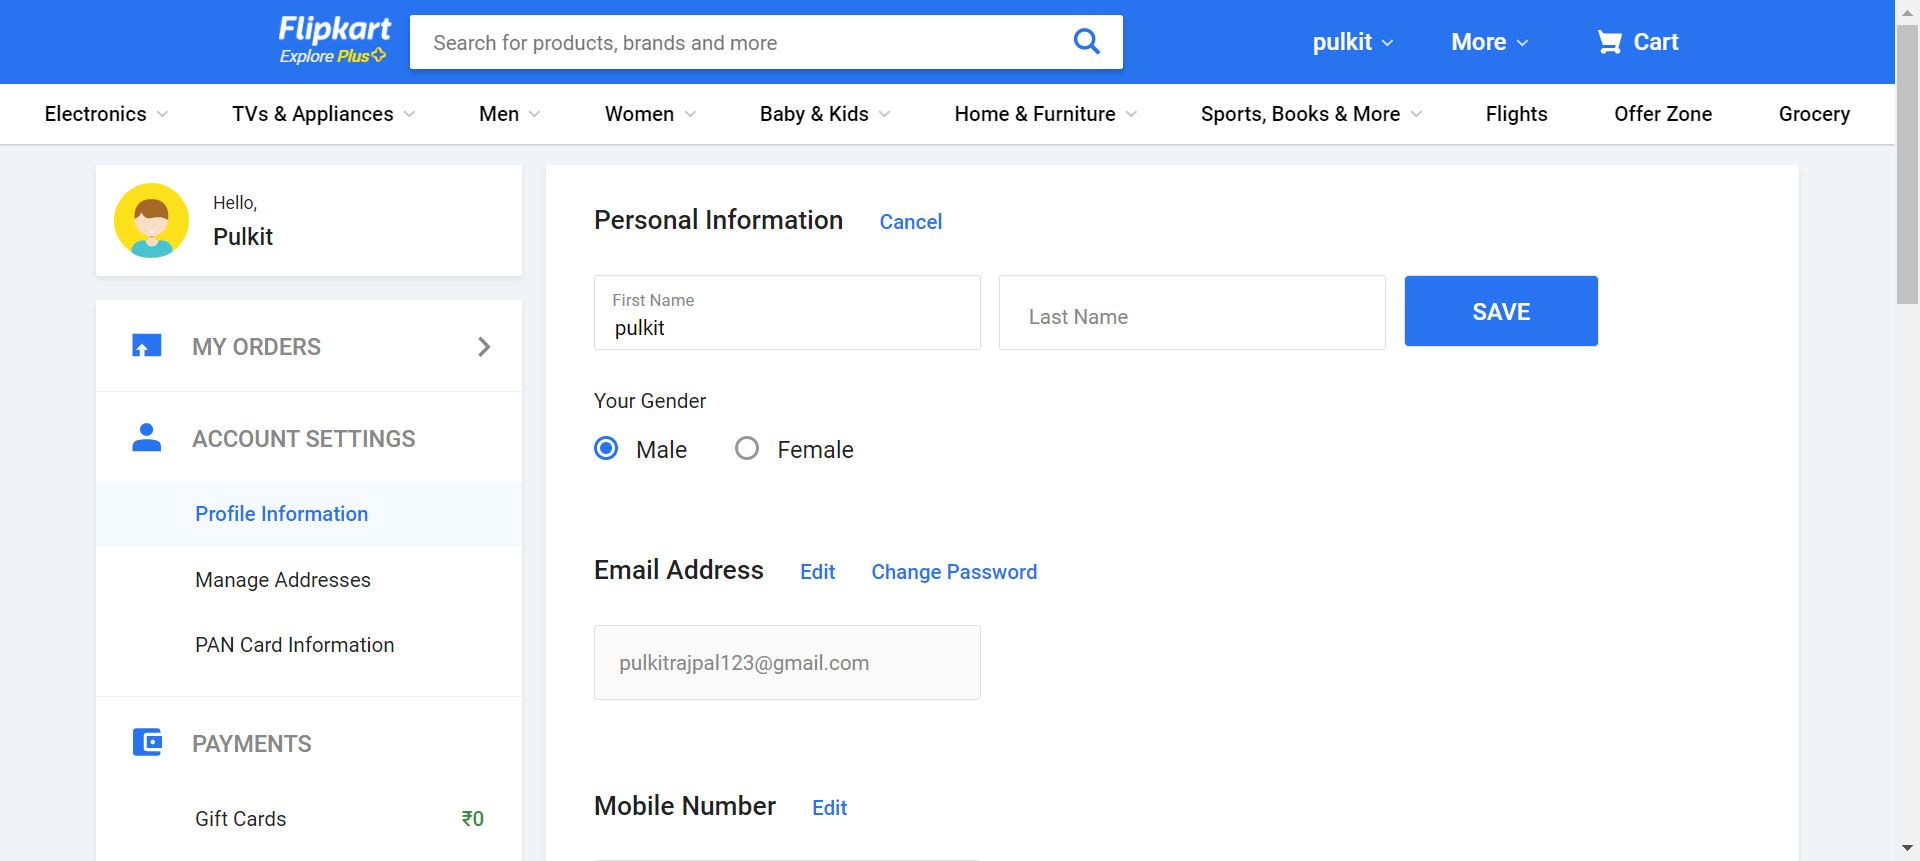 Flipkart
Explore Plus
Search for products, brands and more
pulkit
More
Cart
Electronics
TVs & Appliances
Men
Women
Baby & Kids
Home & Furniture
Sports, Books & More
Flights
Offer Zone
Grocery
Hello,
Pulkit
MY ORDERS
ACCOUNT SETTINGS
Profile Information
Manage Addresses
PAN Card Information
PAYMENTS
Gift Cards ₹0
Personal Information Cancel
First Name
pulkit
Last Name
SAVE
Your Gender
Male Female
Email Address Edit Change Password
pulkitrajpal123@gmail.com
Mobile Number Edit